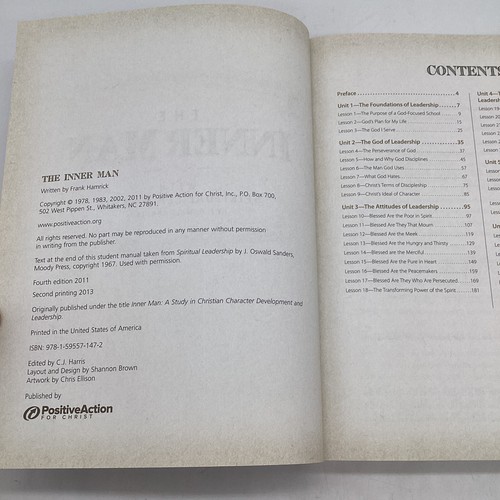 THE INNER MAN
Written by Frank Hamrick
Copyright © 1978, 1983, 2002, 2011 by Positive Action for Christ, Inc., P.O. Box 700,
502 West Pippen St., Whitakers, NC 27891.
www.positiveaction.org
All rights reserved. No part may be reproduced in any manner without permission
in writing from the publisher.
Text at the end of this student manual taken from Spiritual Leadership by J. Oswald Sanders,
Moody Press, copyright 1967. Used with permission.
Fourth edition 2011
Second printing 2013
Originally published under the title Inner Man: A Study in Christian Character Development and
Leadership.
Printed in the United States of America
ISBN: 978-1-59557-147-2
Edited by C.J. Harris
Layout and Design by Shannon Brown
Artwork by Chris Ellison
Published by
PositiveAction
FOR CHRIST
CONTENTS
Preface 4
Unit 1—The Foundations of Leadership 7
Lesson 1—The Purpose of a God-Focused School 9
Lesson 2—God's Plan for My Life 15
Lesson 3—The God I Serve 25
Unit 2—The God of Leadership 35
Lesson 4—The Perseverance of God 37
Lesson 5—How and Why God Disciplines 45
Lesson 6—The Man God Uses 57
Lesson 7—What God Hates 67
Lesson 8—Christ's Terms of Discipleship 75
Lesson 9—Christ's Ideal of Character 85
Unit 3—The Attitudes of Leadership 95
Lesson 10—Blessed Are the Poor in Spirit 97
Lesson 11—Blessed Are They That Mourn 107
Lesson 12—Blessed Are the Meek 119
Lesson 13—Blessed Are the Hungry and Thirsty 129
Lesson 14—Blessed are the Merciful 139
Lesson 15—Blessed Are the Pure in Heart 149
Lesson 16—Blessed Are the Peacemakers 159
Lesson 17—Blessed Are They Who Are Persecuted 169
Lesson 18—The Transforming Power of the Spirit 181
Unit 4—
Leadersh
Lesson 19
Lesson 20